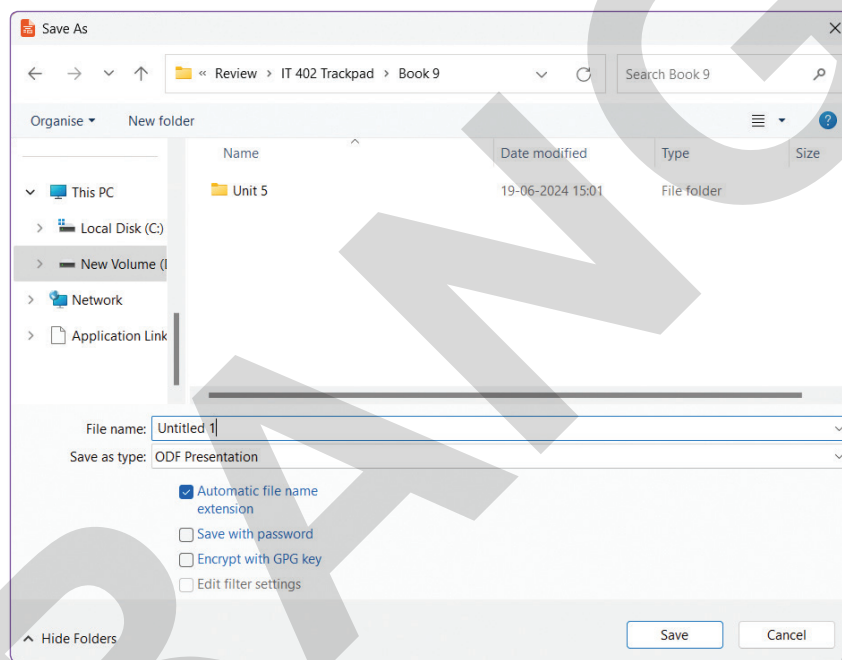 Save As
« Review > IT 402 Trackpad > Book 9
Search Book 9
Organise
New folder
Name
Date modified
Type
Size
Unit 5
19-06-2024 15:01
File folder
This PC
Local Disk (C:)
New Volume (
Network
Application Link
File name: Untitled 1
Save as type: ODF Presentation
Automatic file name
extension
Save with password
Encrypt with GPG key
Edit filter settings
Hide Folders
Save
Cancel
PANG